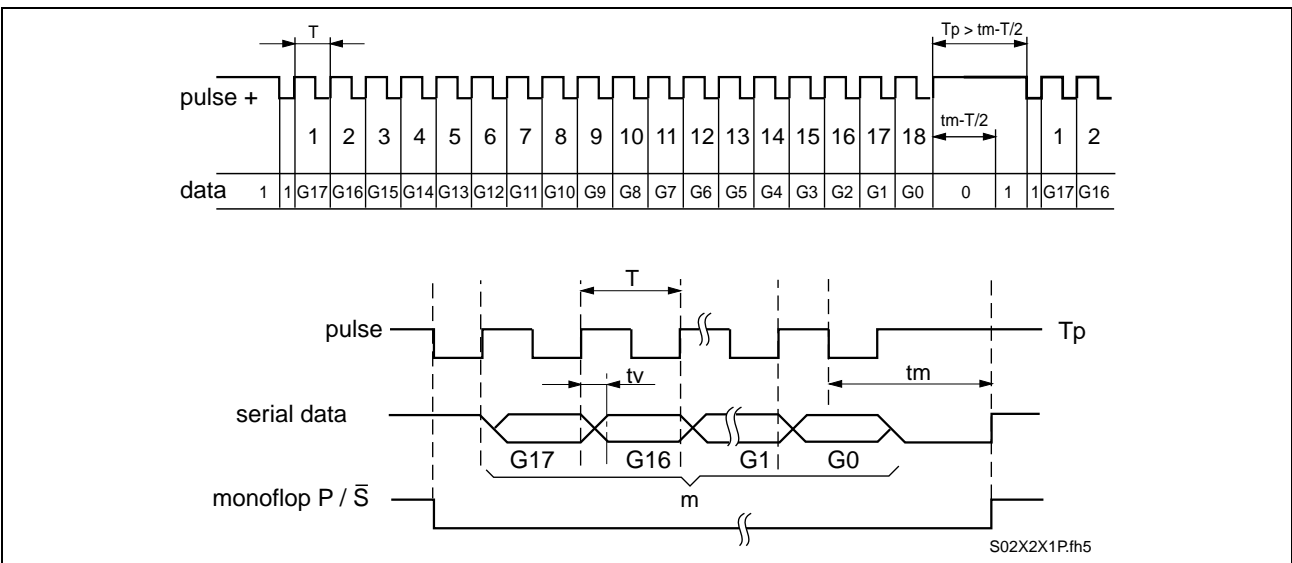 T Tp > tm-T/2
pulse +
1 2 3 4 5 6 7 8 9 10 11 12 13 14 15 16 17 18 tm-T/2 1 2
data 1 1 G17 G16 G15 G14 G13 G12 G11 G10 G9 G8 G7 G6 G5 G4 G3 G2 G1 G0 0 1 1 G17 G16
T
pulse Tp
tv tm
serial data
G17 G16 G1 G0
m
monoflop P / S̅
S02X2X1P.fh5